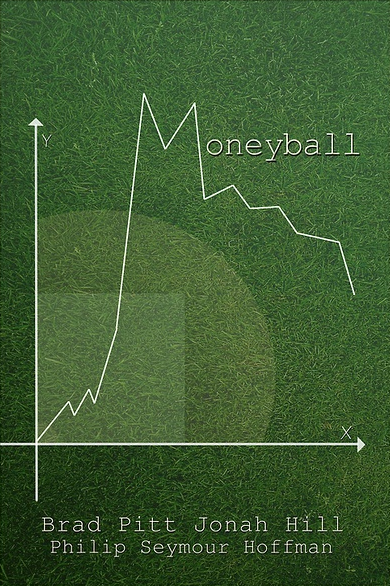 Y
Moneyball
X
Brad Pitt Jonah Hill
Philip Seymour Hoffman